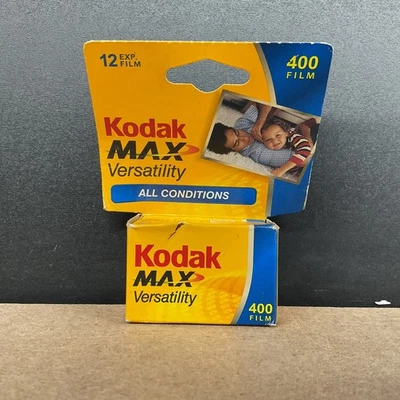 12 EXP. FILM
400 FILM
Kodak
MAX
Versatility
ALL CONDITIONS
Kodak
MAX
Versatility
400
FILM